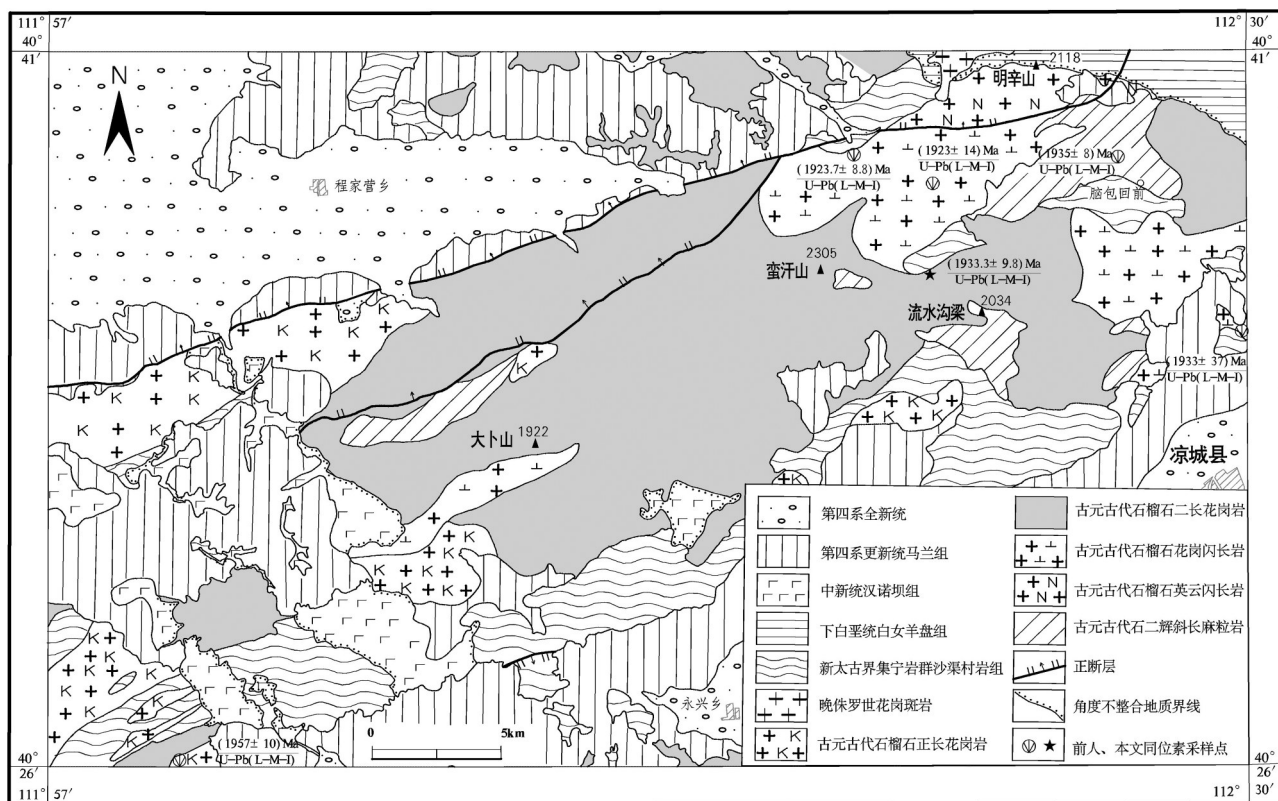 111° 57′
112° 30′
40°
41′
40°
41′
N
2118
明辛山
(1923± 14) Ma
U-Pb(L-M-I)
(1935± 8) Ma
U-Pb(L-M-I)
(1923.7± 8.8) Ma
U-Pb(L-M-I)
程家营乡
脑包回前
2305
蛮汗山
(1933.3± 9.8) Ma
U-Pb(L-M-I)
流水沟梁
2034
(1933± 37) Ma
U-Pb(L-M-I)
大卜山
1922
凉城县
永兴乡
0
5km
(1957± 10) Ma
U-Pb(L-M-I)
第四系全新统
第四系更新统马兰组
中新统汉诺坝组
下白垩统白女羊盘组
新太古界集宁岩群沙渠村岩组
晚侏罗世花岗斑岩
古元古代石榴石正长花岗岩
古元古代石榴石二长花岗岩
古元古代石榴石花岗闪长岩
古元古代石榴石英云闪长岩
古元古代石二辉斜长麻粒岩
正断层
角度不整合地质界线
前人、本文同位素采样点
40°
26′
40°
26′
111° 57′
112° 30′